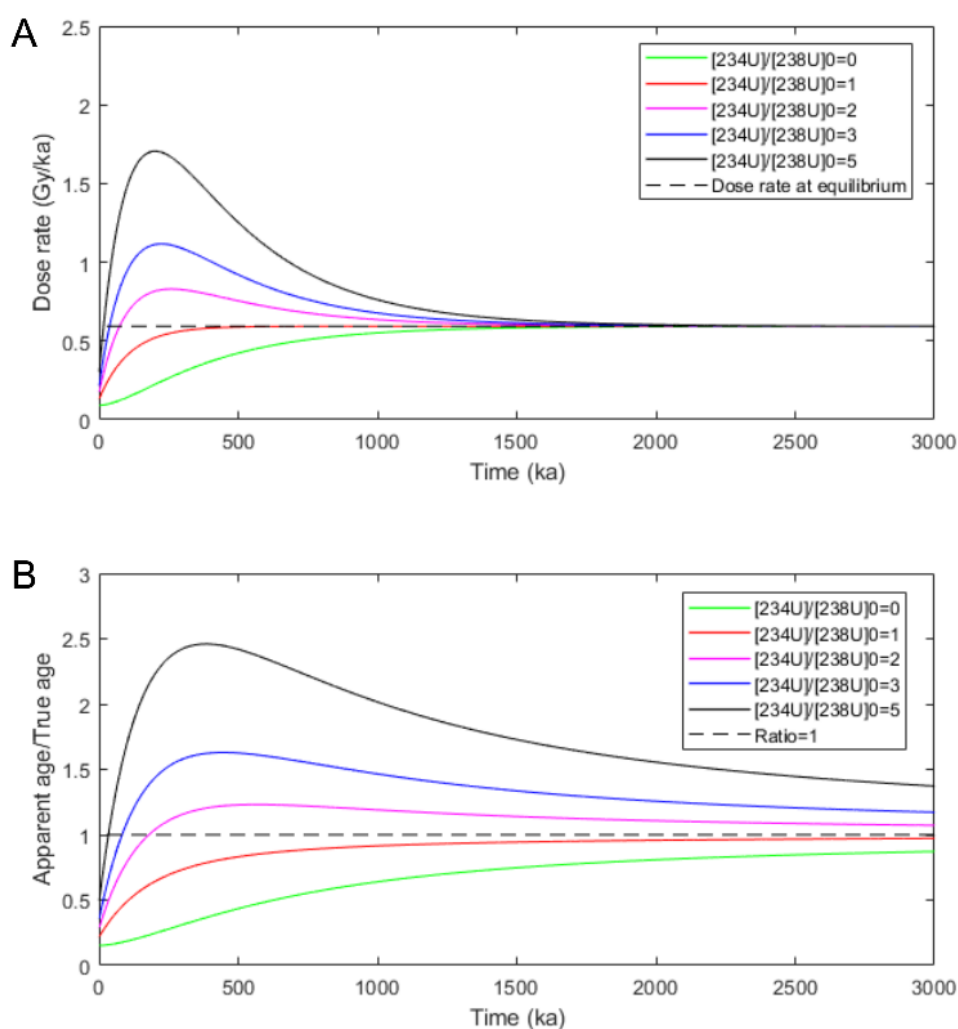 A
Dose rate (Gy/ka)
2.5
2
1.5
1
0.5
0
[234U]/[238U]0=0
[234U]/[238U]0=1
[234U]/[238U]0=2
[234U]/[238U]0=3
[234U]/[238U]0=5
Dose rate at equilibrium
0 500 1000 1500 2000 2500 3000
Time (ka)
B
Apparent age/True age
3
2.5
2
1.5
1
0.5
0
[234U]/[238U]0=0
[234U]/[238U]0=1
[234U]/[238U]0=2
[234U]/[238U]0=3
[234U]/[238U]0=5
Ratio=1
0 500 1000 1500 2000 2500 3000
Time (ka)